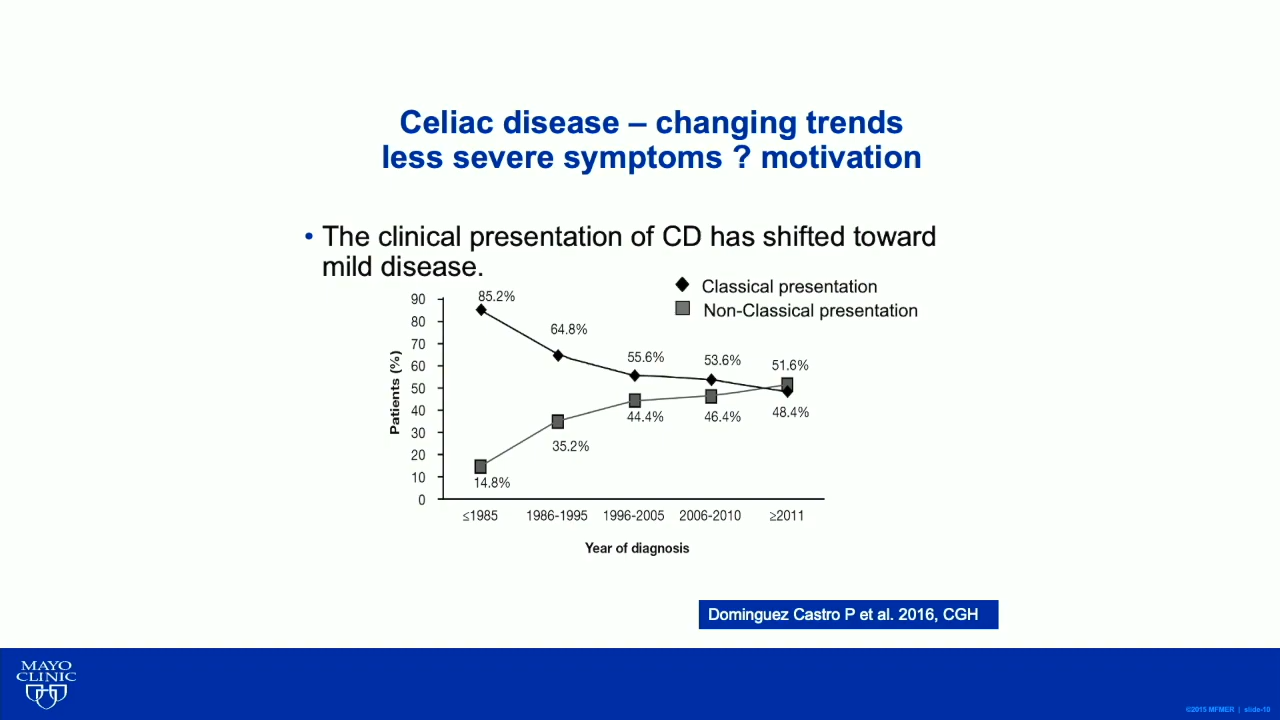 Celiac disease – changing trends
less severe symptoms ? motivation
• The clinical presentation of CD has shifted toward
mild disease.
Classical presentation
Non-Classical presentation
Patients (%)
90
80
70
60
50
40
30
20
10
0
85.2%
64.8%
55.6%
53.6%
51.6%
14.8%
35.2%
44.4%
46.4%
48.4%
≤1985
1986-1995
1996-2005
2006-2010
≥2011
Year of diagnosis
Dominguez Castro P et al. 2016, CGH
MAYO
CLINIC
©2015 MFMER | slide-10